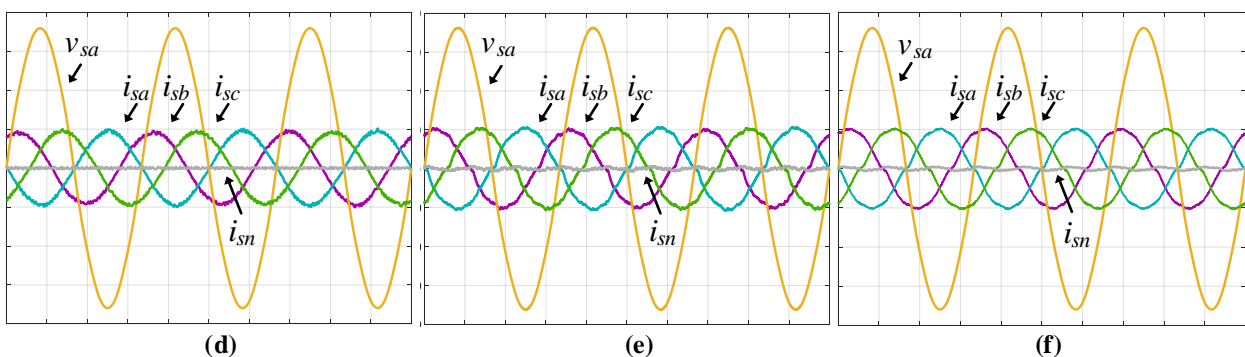 v_sa
i_sa i_sb i_sc
i_sn
(d)
v_sa
i_sa i_sb i_sc
i_sn
(e)
v_sa
i_sa i_sb i_sc
i_sn
(f)